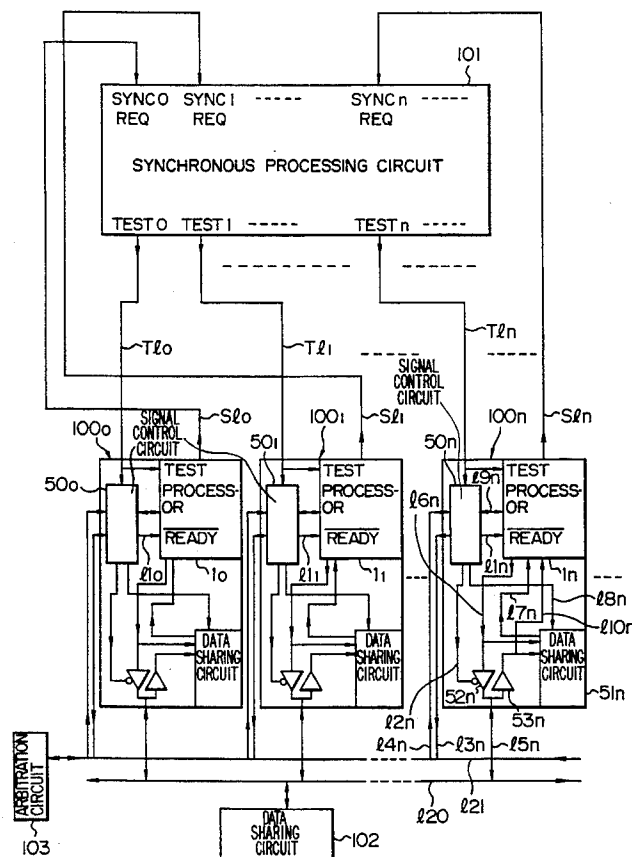 101
SYNC0 SYNC1 SYNCn
REQ REQ REQ
SYNCHRONOUS PROCESSING CIRCUIT
TEST0 TEST1 TESTn
Tl0
Tl1
Tln
SIGNAL
CONTROL
CIRCUIT
Sl0
Sl1
Sln
SIGNAL
CONTROL
CIRCUIT
1000
1001
100n
500
501
50n
TEST
PROCESS-
OR
READY
TEST
PROCESS-
OR
READY
TEST
PROCESS-
OR
READY
l6n
l9n
l10
l11
l1n
10
11
1n
l8n
l7n
l10n
DATA
SHARING
CIRCUIT
DATA
SHARING
CIRCUIT
DATA
SHARING
CIRCUIT
51n
l2n
52n
53n
l4n
l3n
l5n
l21
l20
ARBITRATION
CIRCUIT
103
DATA
SHARING
CIRCUIT
102